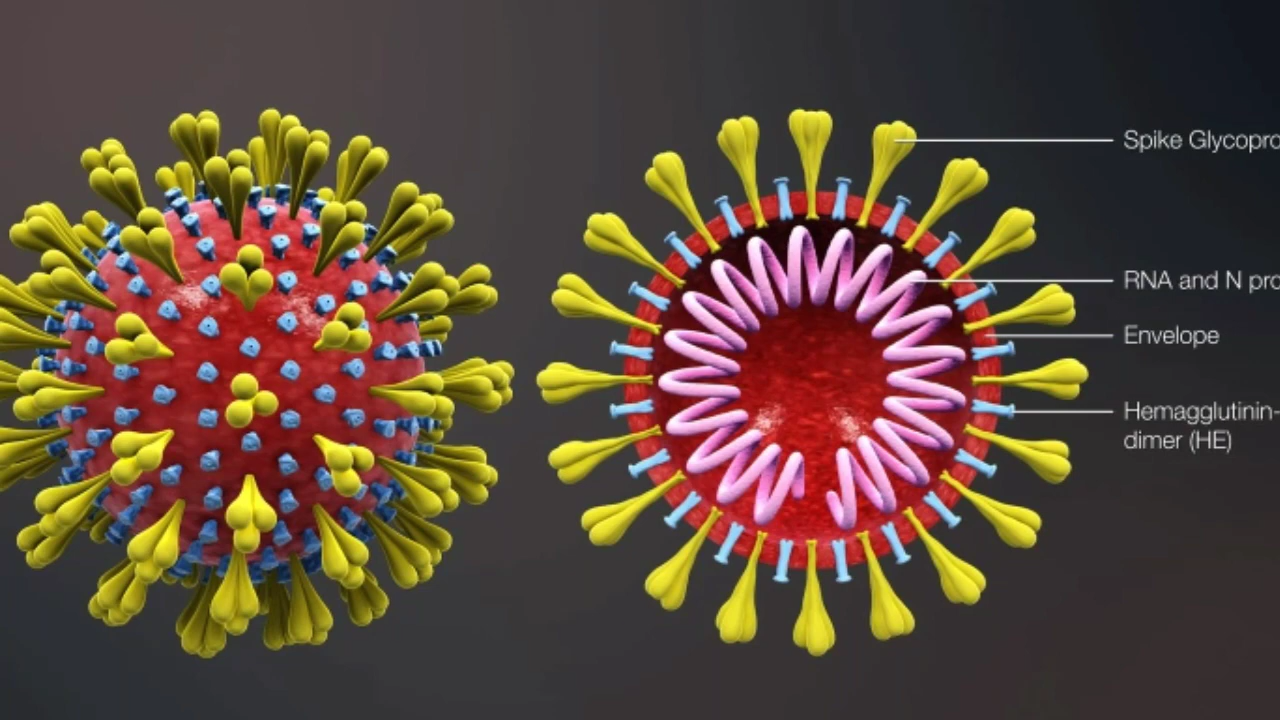 Spike Glycopro
RNA and N pro
Envelope
Hemagglutinin-
dimer (HE)